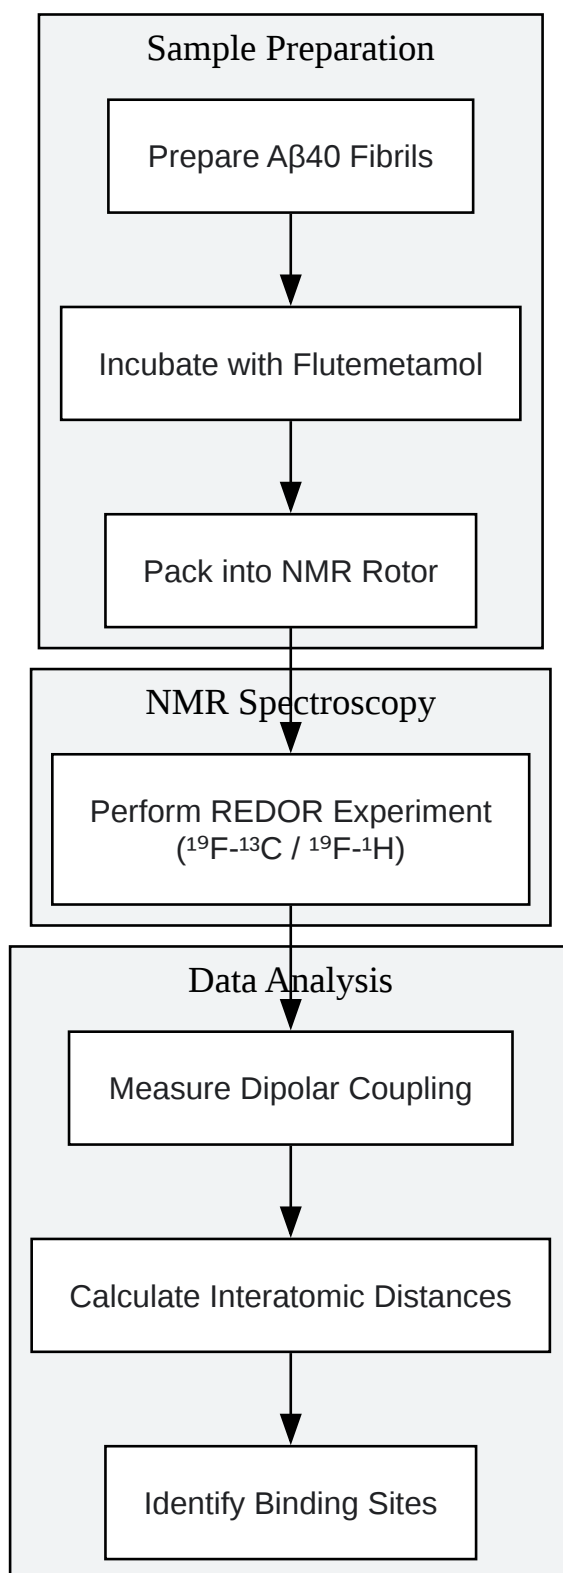 Sample Preparation
Prepare Aβ40 Fibrils
Incubate with Flutemetamol
Pack into NMR Rotor
NMR Spectroscopy
Perform REDOR Experiment
(¹⁹F-¹³C / ¹⁹F-¹H)
Data Analysis
Measure Dipolar Coupling
Calculate Interatomic Distances
Identify Binding Sites